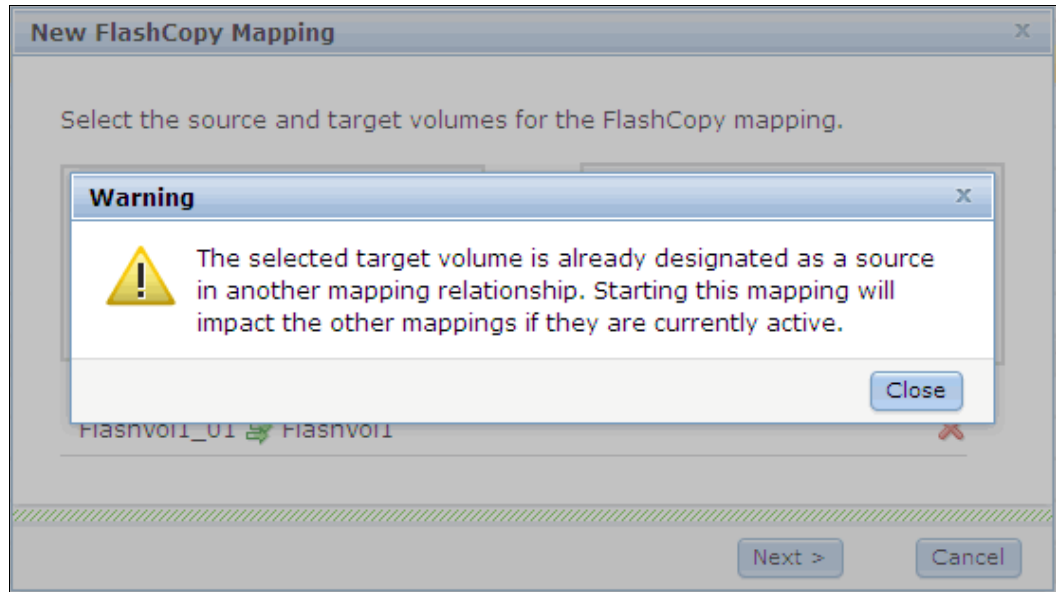 New FlashCopy Mapping
x
Select the source and target volumes for the FlashCopy mapping.
Warning
x
The selected target volume is already designated as a source
in another mapping relationship. Starting this mapping will
impact the other mappings if they are currently active.
Close
FlashVol1_01 FlashVol1
Next >
Cancel